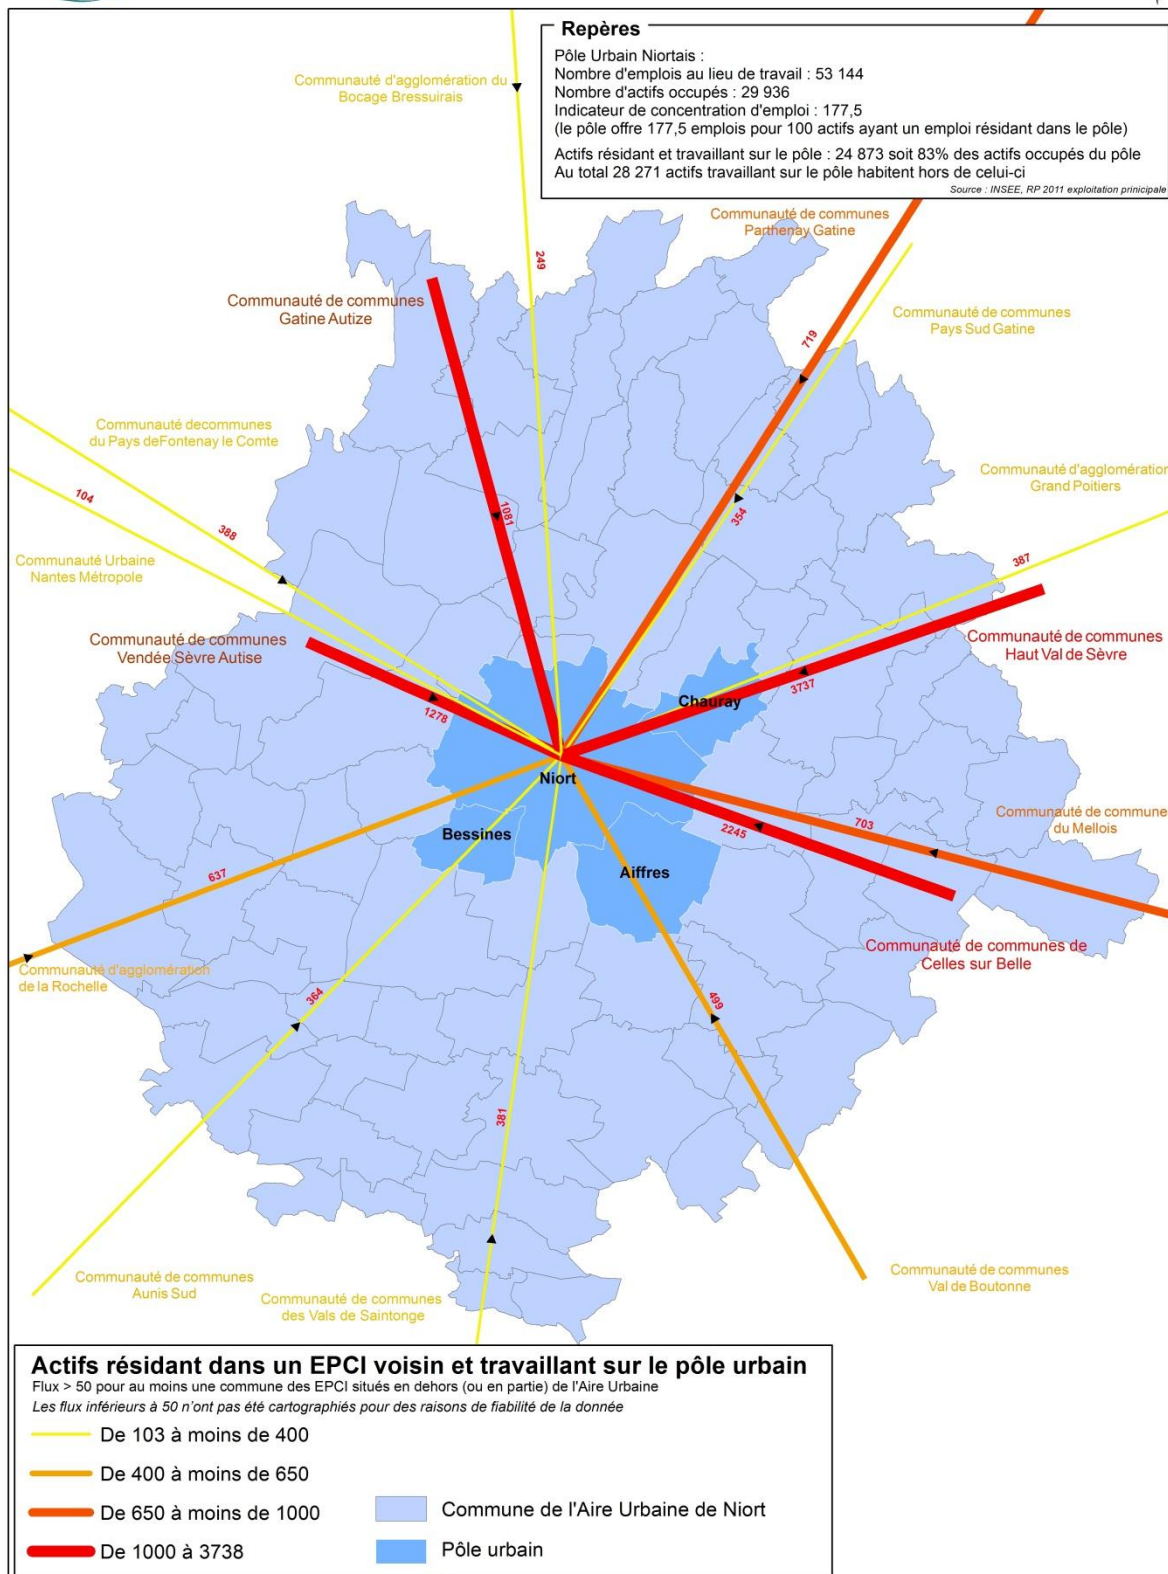 Repères
Pôle Urbain Niortais :
Nombre d'emplois au lieu de travail : 53 144
Nombre d'actifs occupés : 29 936
Indicateur de concentration d'emploi : 177,5
(le pôle offre 177,5 emplois pour 100 actifs ayant un emploi résidant dans le pôle)
Actifs résidant et travaillant sur le pôle : 24 873 soit 83% des actifs occupés du pôle
Au total 28 271 actifs travaillant sur le pôle habitent hors de celui-ci
Source : INSEE, RP 2011 exploitation prinicipale
Communauté d'agglomération du
Bocage Bressuirais
Communauté de communes
Parthenay Gatine
249
Communauté de communes
Gatine Autize
Communauté de communes
Pays Sud Gatine
719
Communauté decommunes
du Pays deFontenay le Comte
Communauté d'agglomération
Grand Poitiers
104
388
1081
354
387
Communauté Urbaine
Nantes Métropole
Communauté de communes
Vendée Sèvre Autise
Communauté de communes
Haut Val de Sèvre
1278
3737
Chauray
Niort
Bessines
Aiffres
2245
703
Communauté de commune
du Mellois
637
Communauté d'agglomération
de la Rochelle
Communauté de communes de
Celles sur Belle
364
499
381
Communauté de communes
Aunis Sud
Communauté de communes
des Vals de Saintonge
Communauté de communes
Val de Boutonne
Actifs résidant dans un EPCI voisin et travaillant sur le pôle urbain
Flux > 50 pour au moins une commune des EPCI situés en dehors (ou en partie) de l'Aire Urbaine
Les flux inférieurs à 50 n'ont pas été cartographiés pour des raisons de fiabilité de la donnée
De 103 à moins de 400
De 400 à moins de 650
De 650 à moins de 1000
De 1000 à 3738
Commune de l'Aire Urbaine de Niort
Pôle urbain